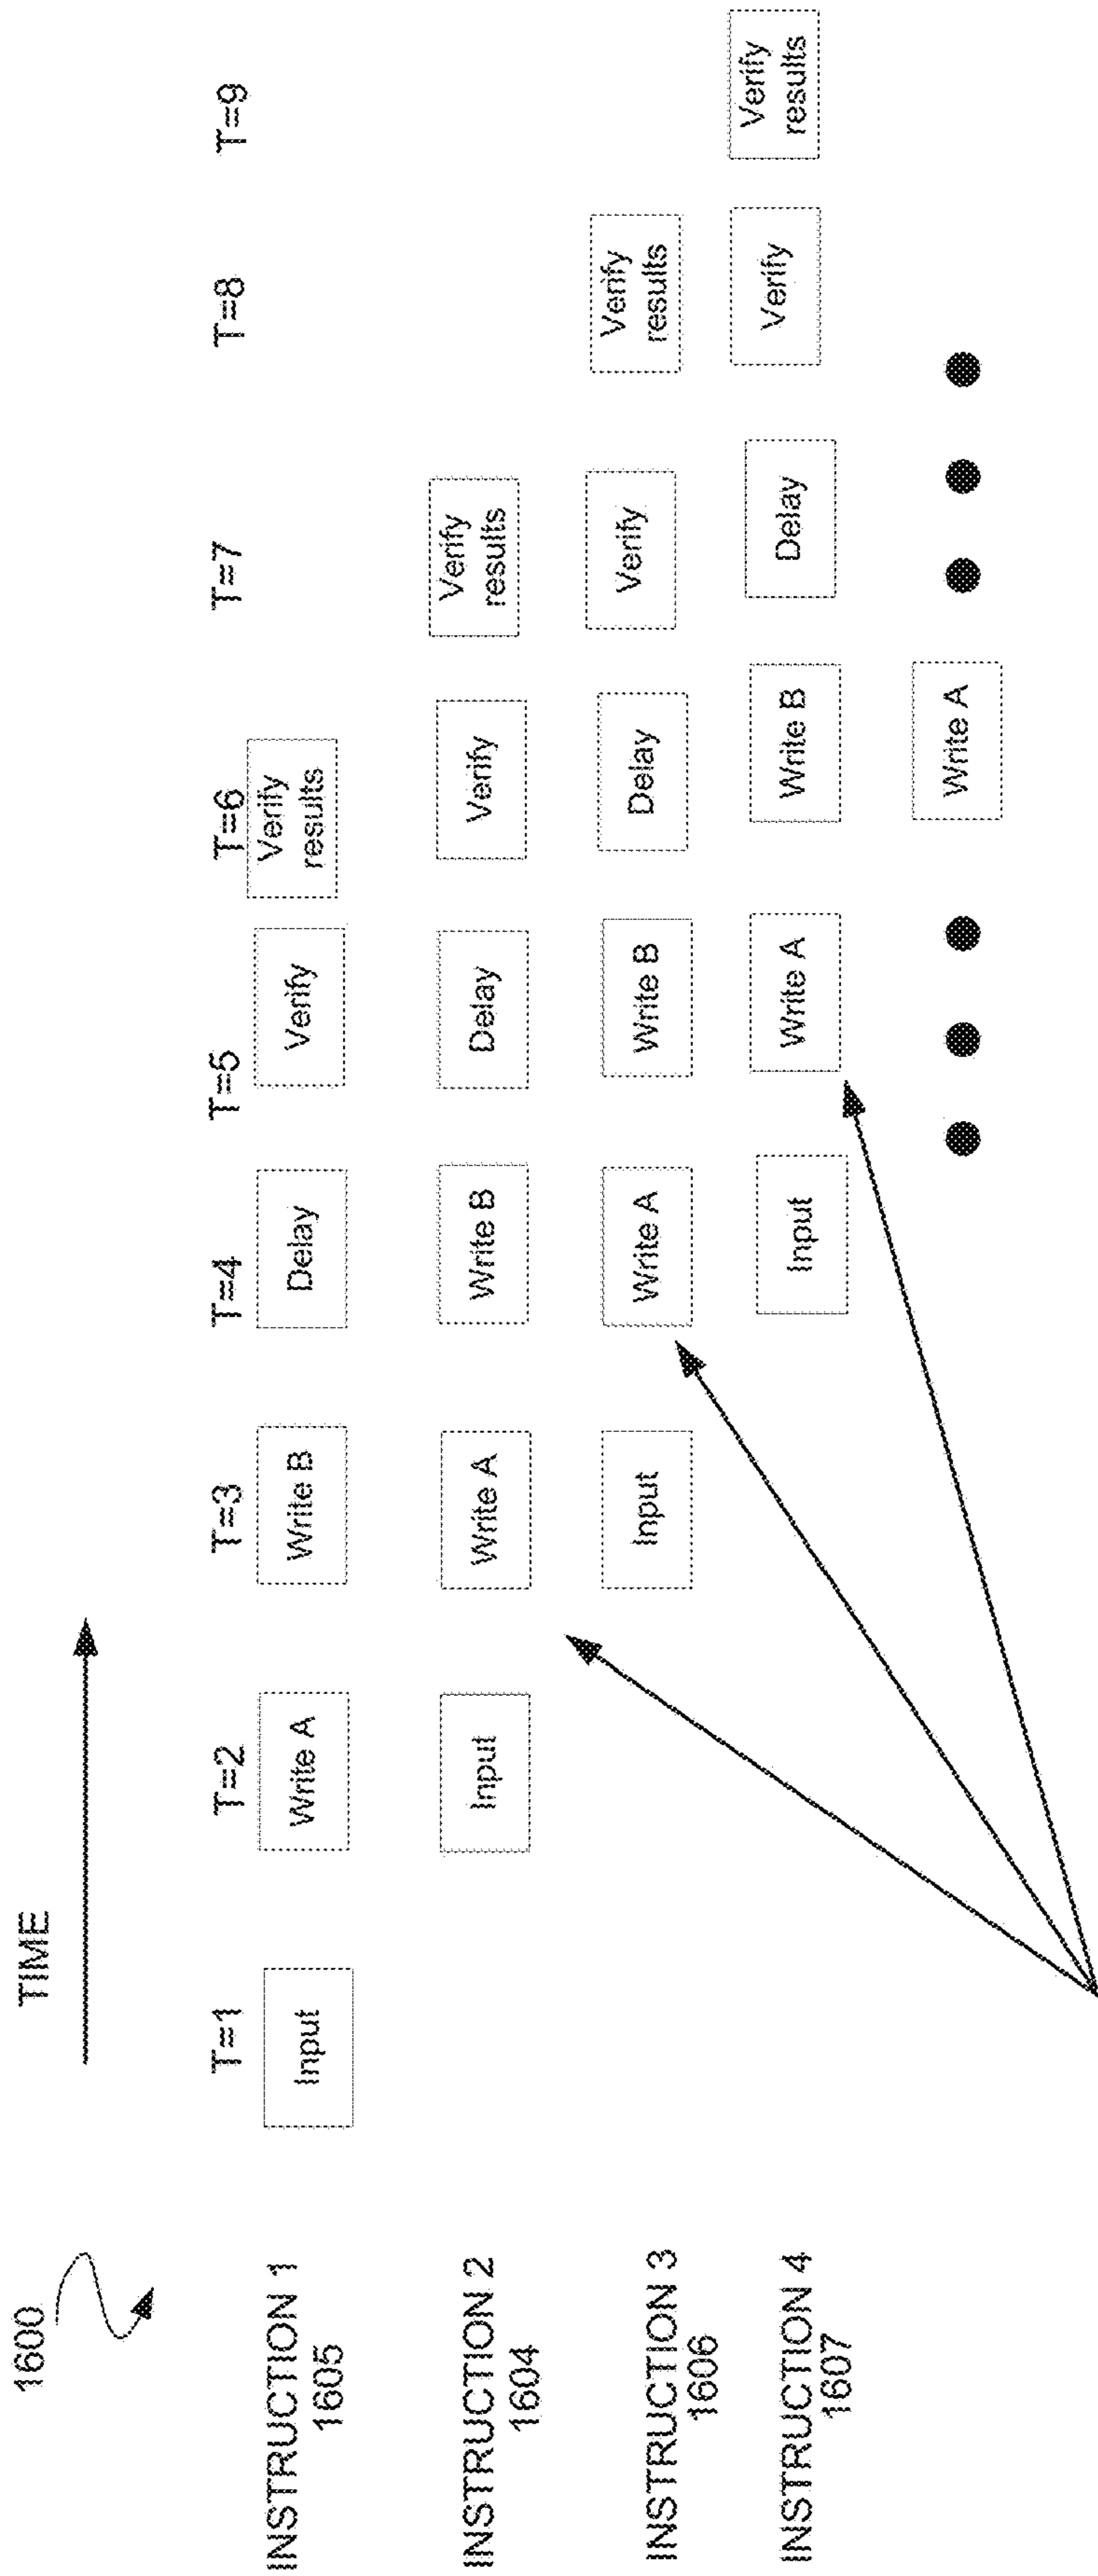 1600
TIME
T=1 T=2 T=3 T=4 T=5 T=6 T=7 T=8 T=9
INSTRUCTION 1
1605
Input
Write A
Write B
Delay
Verify
Verify
results
INSTRUCTION 2
1604
Input
Write A
Write B
Delay
Verify
Verify
results
INSTRUCTION 3
1606
Input
Write A
Write B
Delay
Verify
Verify
results
INSTRUCTION 4
1607
Input
Write A
Write B
Delay
Verify
Verify
results
Write A